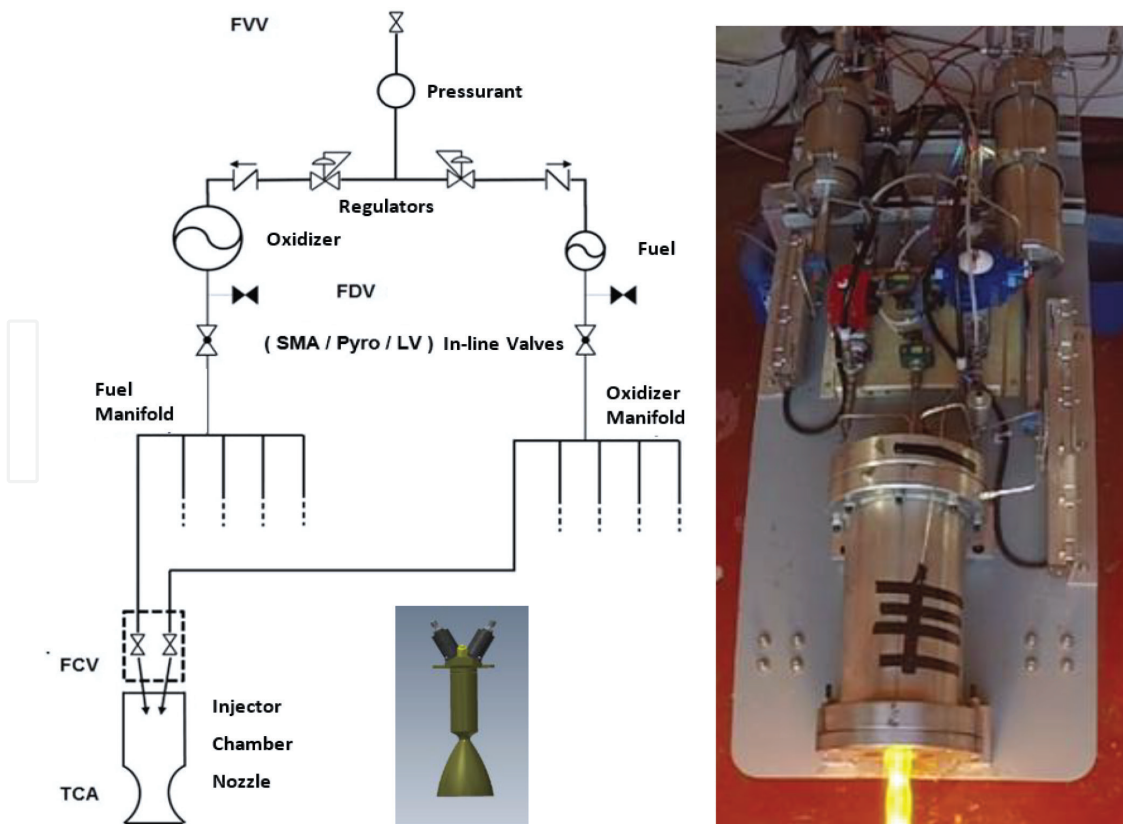 FVV
Pressurant
Regulators
Oxidizer
Fuel
FDV
( SMA / Pyro / LV ) In-line Valves
Fuel
Manifold
Oxidizer
Manifold
FCV
Injector
Chamber
Nozzle
TCA